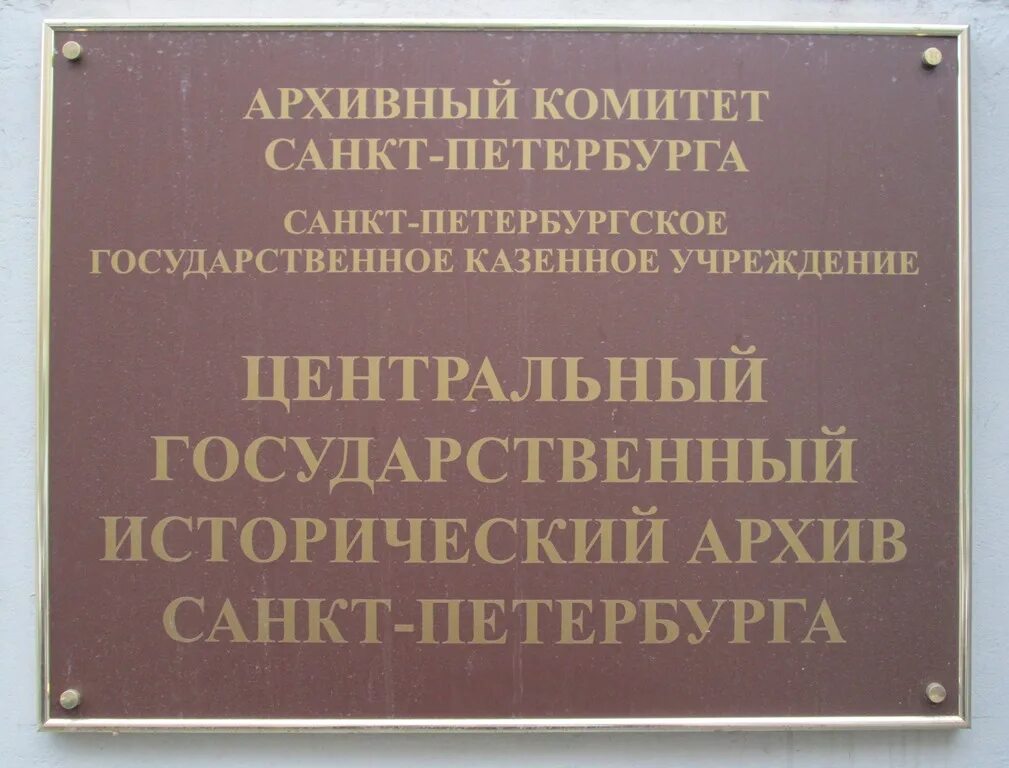 АРХИВНЫЙ КОМИТЕТ
САНКТ-ПЕТЕРБУРГА
САНКТ-ПЕТЕРБУРГСКОЕ
ГОСУДАРСТВЕННОЕ КАЗЕННОЕ УЧРЕЖДЕНИЕ
ЦЕНТРАЛЬНЫЙ
ГОСУДАРСТВЕННЫЙ
ИСТОРИЧЕСКИЙ АРХИВ
САНКТ-ПЕТЕРБУРГА